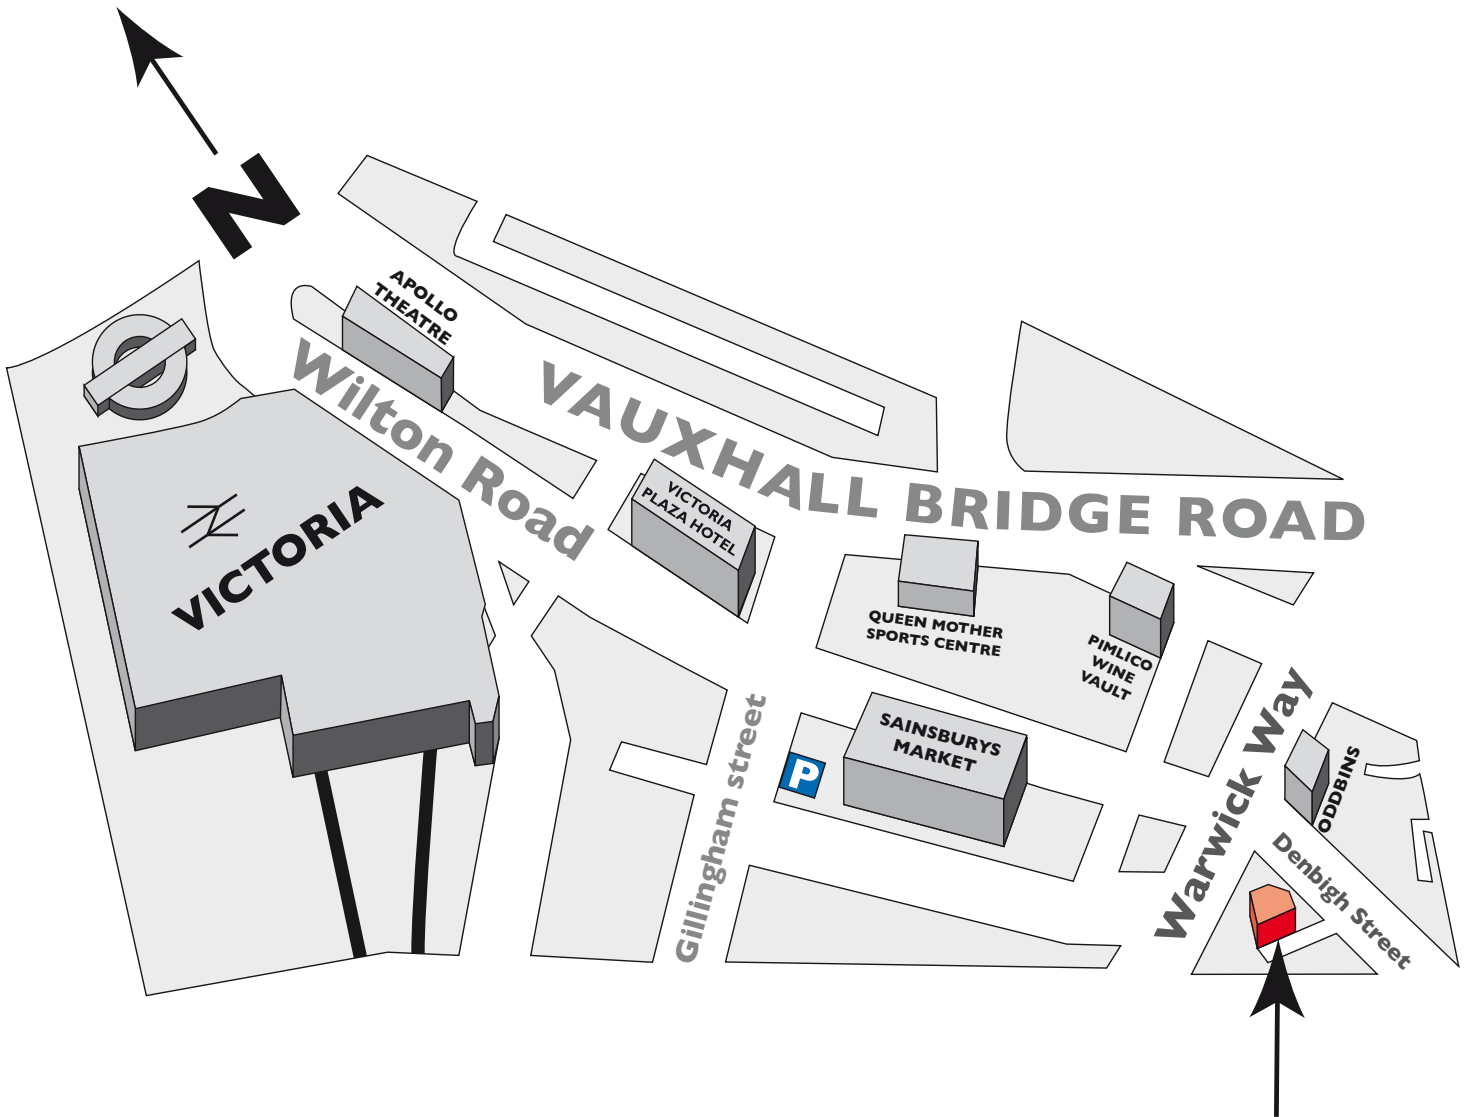 N
APOLLO
THEATRE
Wilton Road
VAUXHALL BRIDGE ROAD
VICTORIA
VICTORIA
PLAZA HOTEL
QUEEN MOTHER
SPORTS CENTRE
PIMLICO
WINE
VAULT
SAINSBURYS
MARKET
P
Gillingham street
Warwick Way
ODDBINS
Denbigh Street